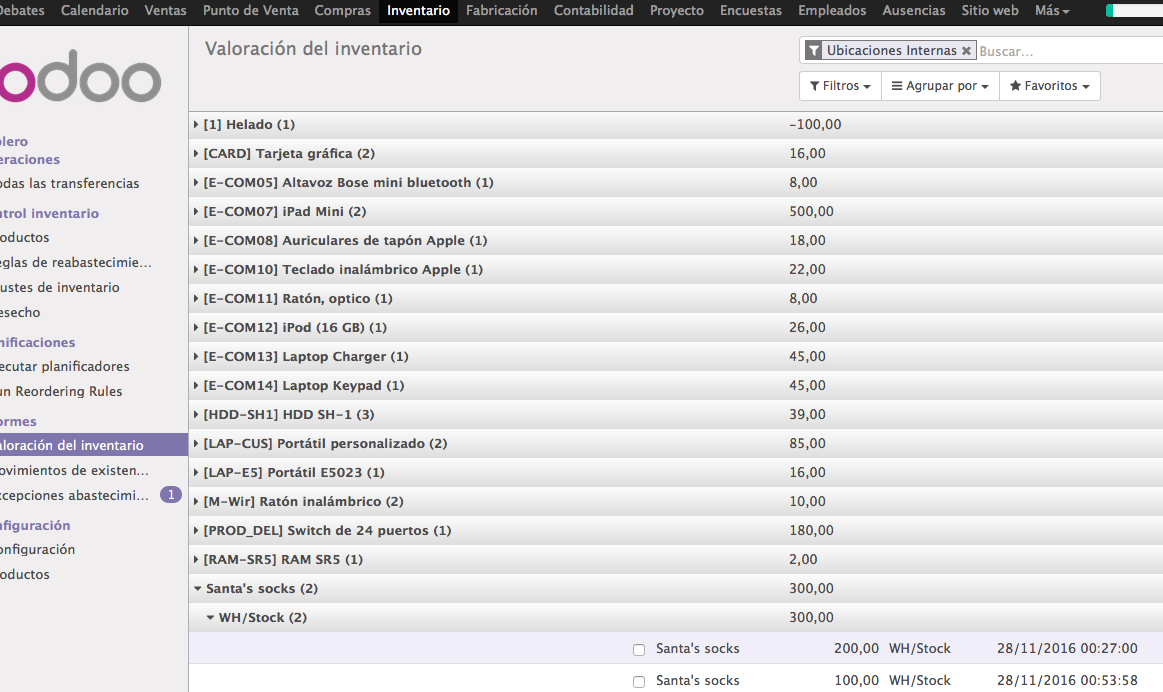 Debates Calendario Ventas Punto de Venta Compras Inventario Fabricación Contabilidad Proyecto Encuestas Empleados Ausencias Sitio web Más
odoo
Valoración del inventario
Ubicaciones Internas × Buscar...
Filtros Agrupar por Favoritos
lero
eraciones
odas las transferencias
ntrol inventario
oductos
eglas de reabastecimie...
ustes de inventario
esecho
nificaciones
ecutar planificadores
un Reordering Rules
ormes
aloración del inventario
ovimientos de existen...
cepciones abastecimi... 1
nfiguración
onfiguración
oductos
[1] Helado (1) -100,00
[CARD] Tarjeta gráfica (2) 16,00
[E-COM05] Altavoz Bose mini bluetooth (1) 8,00
[E-COM07] iPad Mini (2) 500,00
[E-COM08] Auriculares de tapón Apple (1) 18,00
[E-COM10] Teclado inalámbrico Apple (1) 22,00
[E-COM11] Ratón, optico (1) 8,00
[E-COM12] iPod (16 GB) (1) 26,00
[E-COM13] Laptop Charger (1) 45,00
[E-COM14] Laptop Keypad (1) 45,00
[HDD-SH1] HDD SH-1 (3) 39,00
[LAP-CUS] Portátil personalizado (2) 85,00
[LAP-E5] Portátil E5023 (1) 16,00
[M-Wir] Ratón inalámbrico (2) 10,00
[PROD_DEL] Switch de 24 puertos (1) 180,00
[RAM-SR5] RAM SR5 (1) 2,00
Santa's socks (2) 300,00
WH/Stock (2) 300,00
Santa's socks 200,00 WH/Stock 28/11/2016 00:27:00
Santa's socks 100,00 WH/Stock 28/11/2016 00:53:58